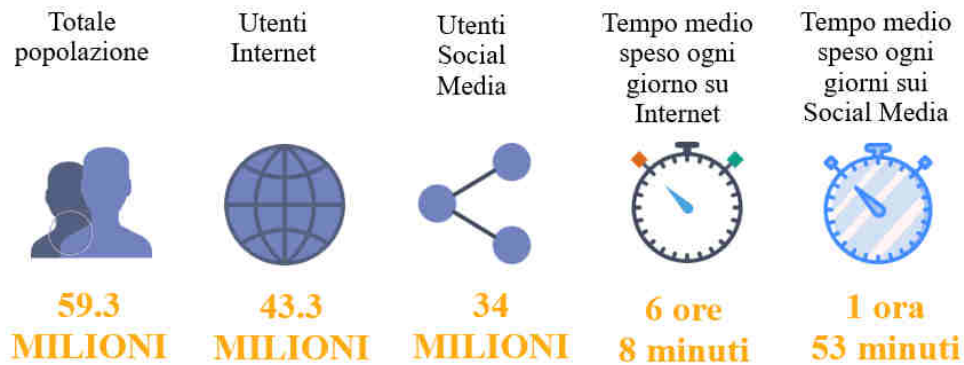 Totale
popolazione
Utenti
Internet
Utenti
Social
Media
Tempo medio
speso ogni
giorno su
Internet
Tempo medio
speso ogni
giorni sui
Social Media
59.3
MILIONI
43.3
MILIONI
34
MILIONI
6 ore
8 minuti
1 ora
53 minuti